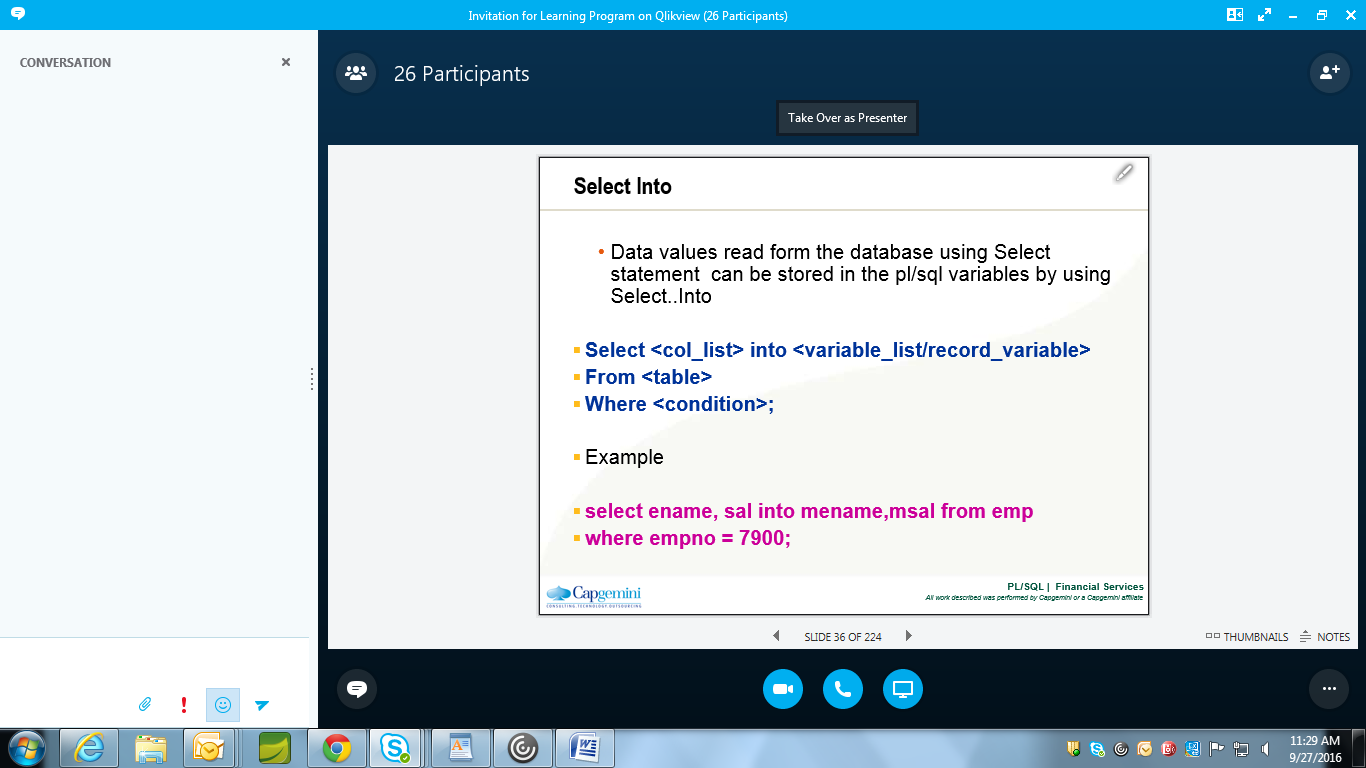 Invitation for Learning Program on Qlikview (26 Participants)
CONVERSATION
26 Participants
Take Over as Presenter
Select Into
Data values read form the database using Select
statement can be stored in the pl/sql variables by using
Select..Into
Select <col_list> into <variable_list/record_variable>
From <table>
Where <condition>;
Example
select ename, sal into mename,msal from emp
where empno = 7900;
Capgemini
CONSULTING.TECHNOLOGY.OUTSOURCING
PL/SQL | Financial Services
All work described was performed by Capgemini or a Capgemini affiliate
SLIDE 36 OF 224
THUMBNAILS
NOTES
11:29 AM
9/27/2016